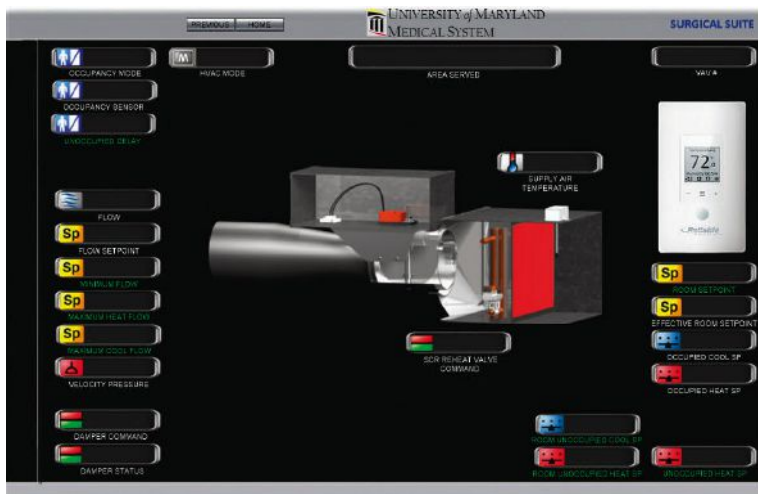 PREVIOUS
HOME
UNIVERSITY of MARYLAND
MEDICAL SYSTEM
SURGICAL SUITE
OCCUPANCY MODE
HVAC MODE
AREA SERVED
VAV #
OCCUPANCY SENSOR
UNOCCUPIED DELAY
72°
SUPPLY AIR
TEMPERATURE
FLOW
Reliable
Sp
FLOW SETPOINT
Sp
MINIMUM FLOW
Sp
ROOM SETPOINT
Sp
MAXIMUM HEAT FLOW
Sp
EFFECTIVE ROOM SETPOINT
Sp
MAXIMUM COOL FLOW
OCCUPIED COOL SP
SCR REHEAT VALVE
COMMAND
VELOCITY PRESSURE
OCCUPIED HEAT SP
DAMPER COMMAND
ROOM UNOCCUPIED COOL SP
DAMPER STATUS
ROOM UNOCCUPIED HEAT SP
UNOCCUPIED HEAT SP